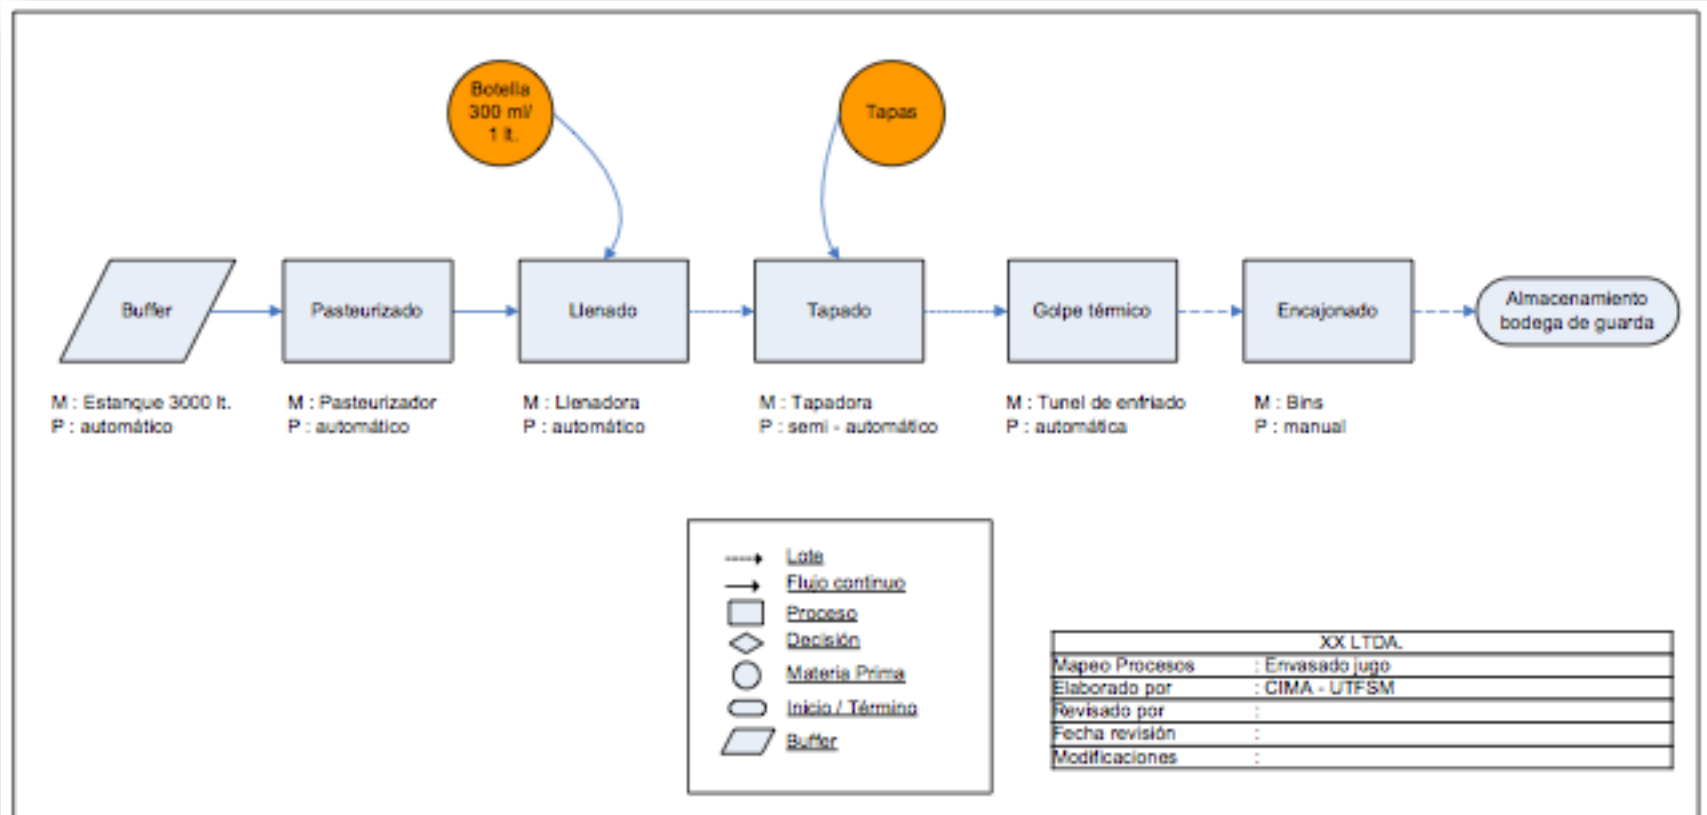 Botella
300 ml/
1 lt.
Tapas
Buffer
Pasteurizado
Llenado
Tapado
Golpe térmico
Encajonado
Almacenamiento
bodega de guarda
M : Estanque 3000 lt.
P : automático
M : Pasteurizador
P : automático
M : Llenadora
P : automático
M : Tapadora
P : semi - automático
M : Tunel de enfriado
P : automática
M : Bins
P : manual
Lote
Flujo continuo
Proceso
Decisión
Materia Prima
Inicio / Término
Buffer
XX LTDA.
Mapeo Procesos : Envasado jugo
Elaborado por : CIMA - UTFSM
Revisado por :
Fecha revisión :
Modificaciones :